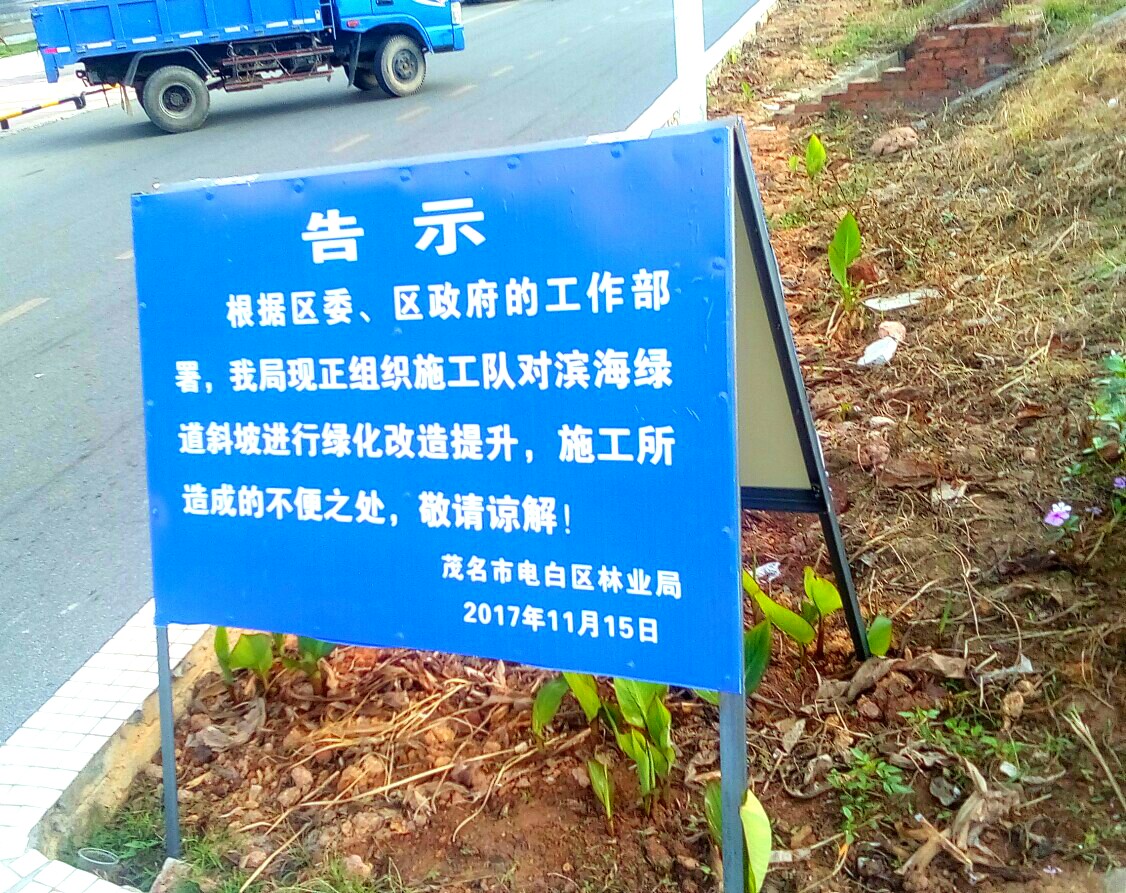 告示
根据区委、区政府的工作部
署，我局现正组织施工队对滨海绿
道斜坡进行绿化改造提升，施工所
造成的不便之处，敬请谅解！
茂名市电白区林业局
2017年11月15日